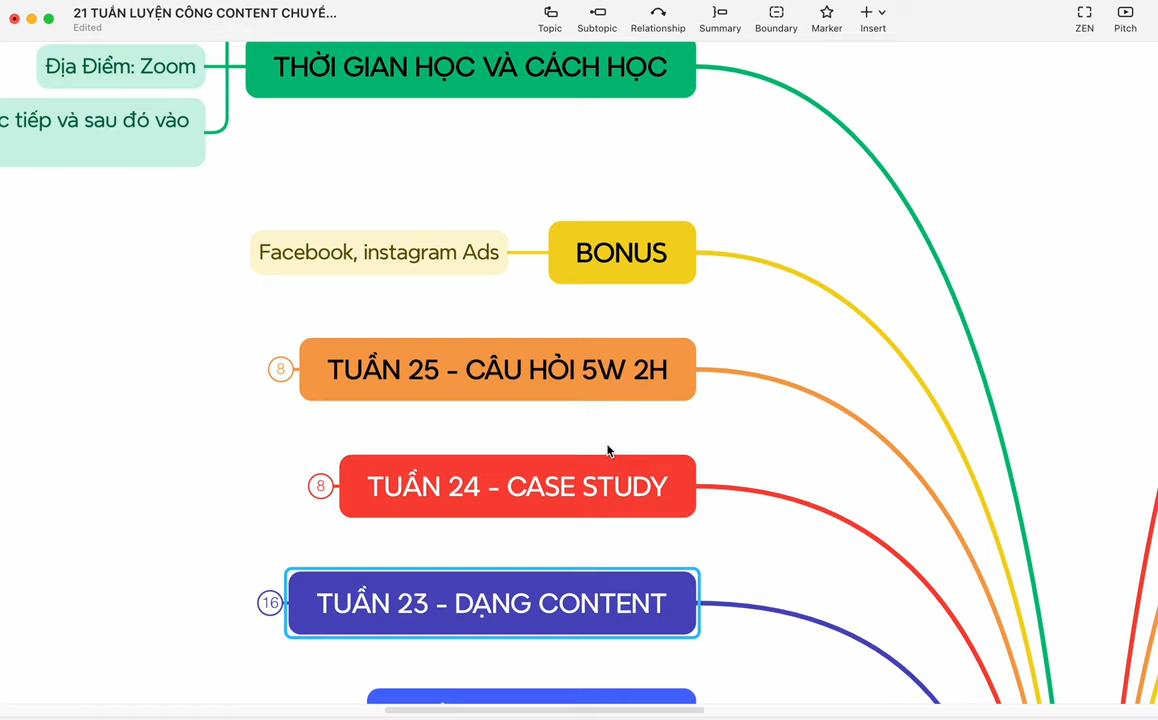 21 TUẦN LUYỆN CÔNG CONTENT CHUYÊ...
Edited
Topic
Subtopic
Relationship
Summary
Boundary
Marker
Insert
ZEN
Pitch
Địa Điểm: Zoom
THỜI GIAN HỌC VÀ CÁCH HỌC
c tiếp và sau đó vào
Facebook, instagram Ads
BONUS
8
TUẦN 25 - CÂU HỎI 5W 2H
8
TUẦN 24 - CASE STUDY
16
TUẦN 23 - DẠNG CONTENT